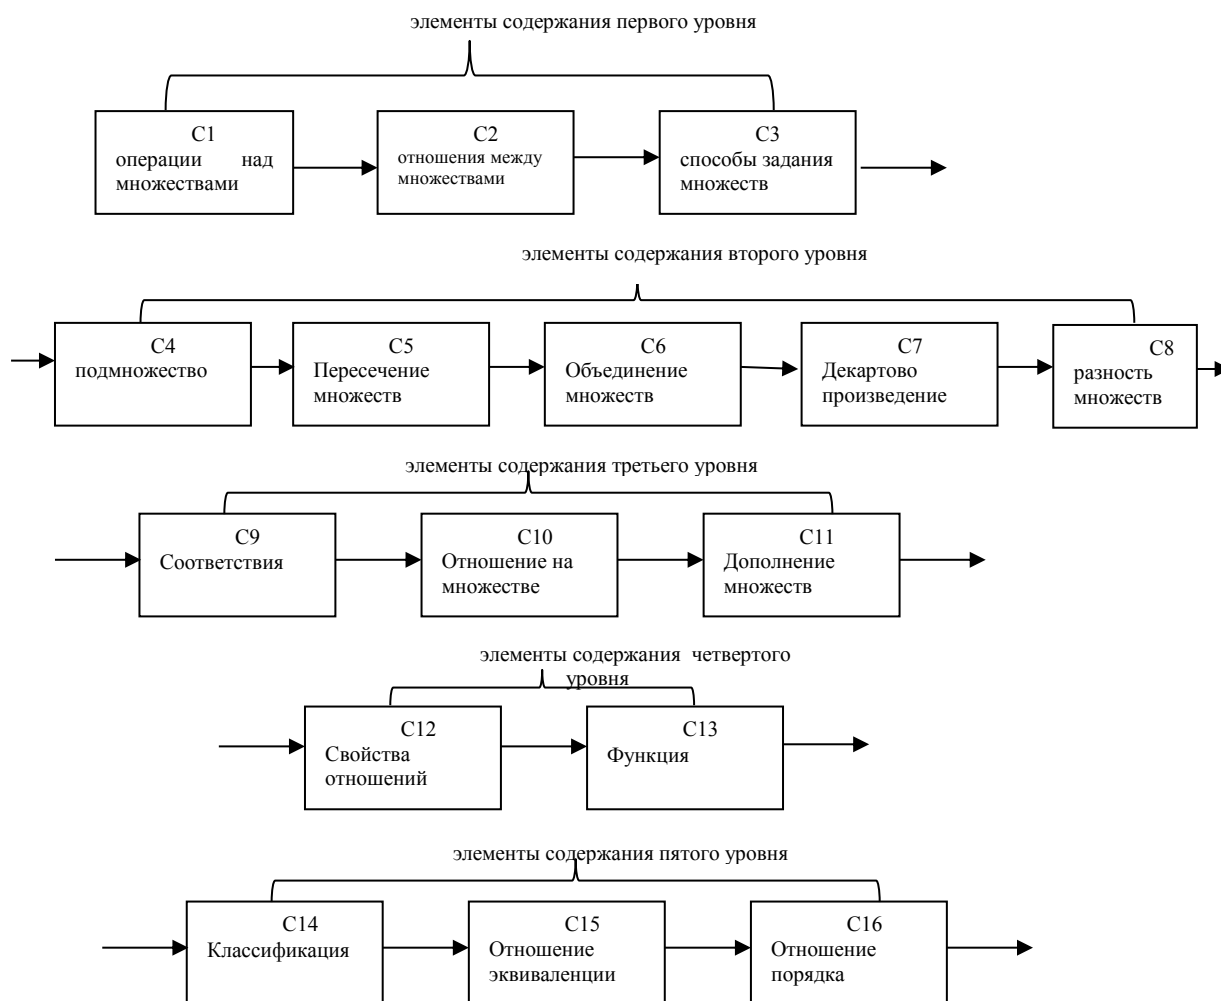 элементы содержания первого уровня
С1
операции над
множествами
С2
отношения между
множествами
С3
способы задания
множеств
элементы содержания второго уровня
С4
подмножество
С5
Пересечение
множеств
С6
Объединение
множеств
С7
Декартово
произведение
С8
разность
множеств
элементы содержания третьего уровня
С9
Соответствия
С10
Отношение на
множестве
С11
Дополнение
множеств
элементы содержания четвертого
уровня
С12
Свойства
отношений
С13
Функция
элементы содержания пятого уровня
С14
Классификация
С15
Отношение
эквиваленции
С16
Отношение
порядка